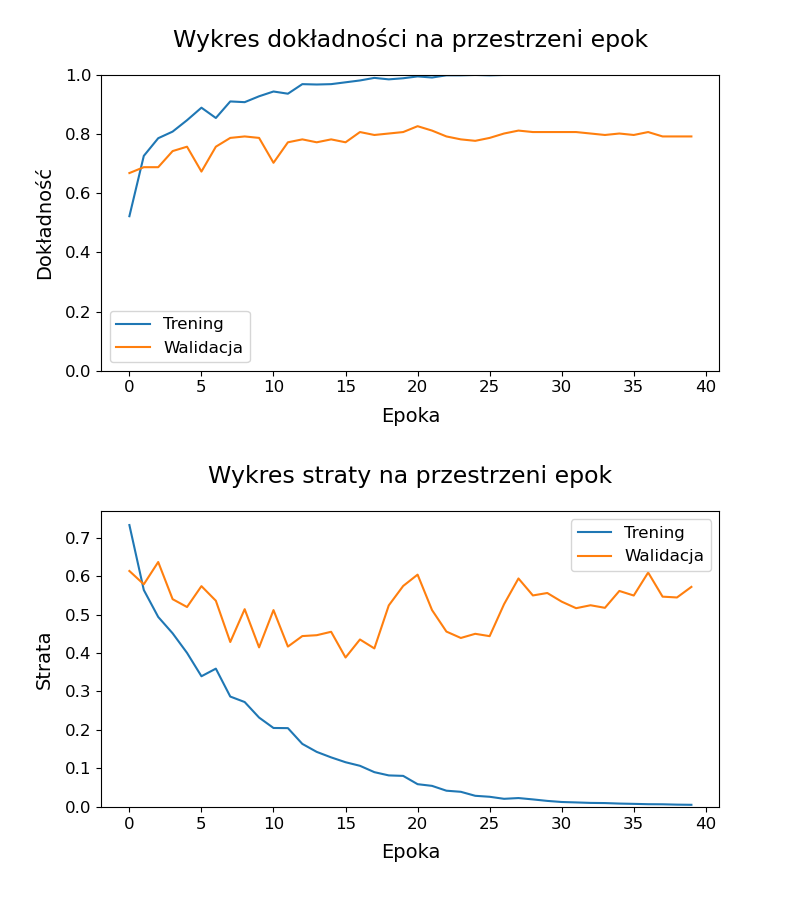 Wykres dokładności na przestrzeni epok
1.0
0.8
0.6
0.4
0.2
0.0
Dokładność
Trening
Walidacja
0 5 10 15 20 25 30 35 40
Epoka
Wykres straty na przestrzeni epok
0.7
0.6
0.5
0.4
0.3
0.2
0.1
0.0
Strata
Trening
Walidacja
0 5 10 15 20 25 30 35 40
Epoka